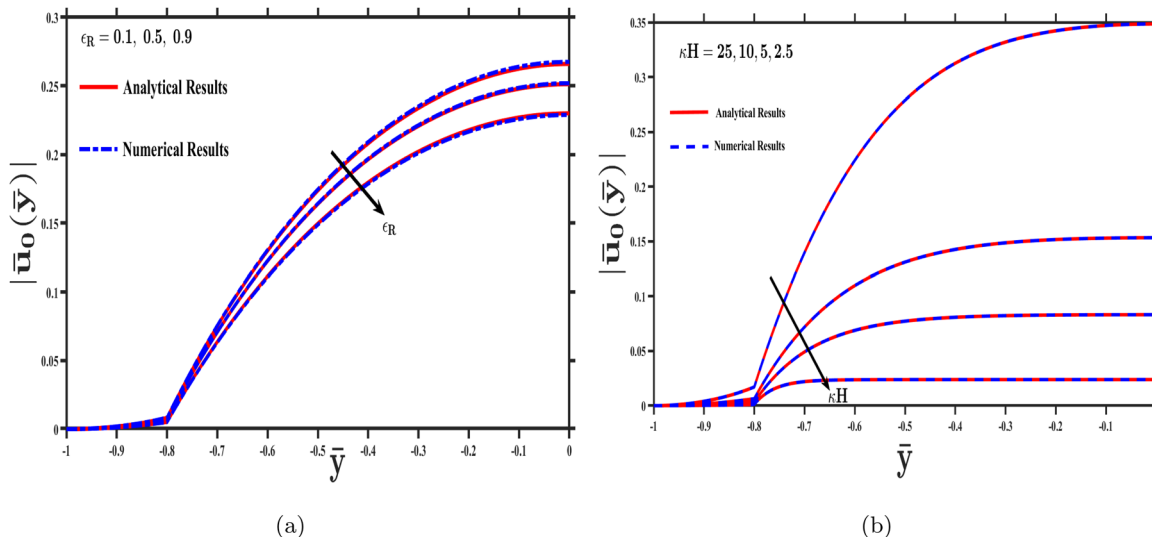 0.3
0.25
0.2
0.15
0.1
0.05
0
ϵR = 0.1, 0.5, 0.9
Analytical Results
Numerical Results
ϵR
|ū₀(ȳ)|
-1 -0.9 -0.8 -0.7 -0.6 -0.5 -0.4 -0.3 -0.2 -0.1 0
ȳ
(a)
0.35
0.3
0.25
0.2
0.15
0.1
0.05
0
κH = 25, 10, 5, 2.5
Analytical Results
Numerical Results
κH
|ū₀(ȳ)|
-1 -0.9 -0.8 -0.7 -0.6 -0.5 -0.4 -0.3 -0.2 -0.1
ȳ
(b)